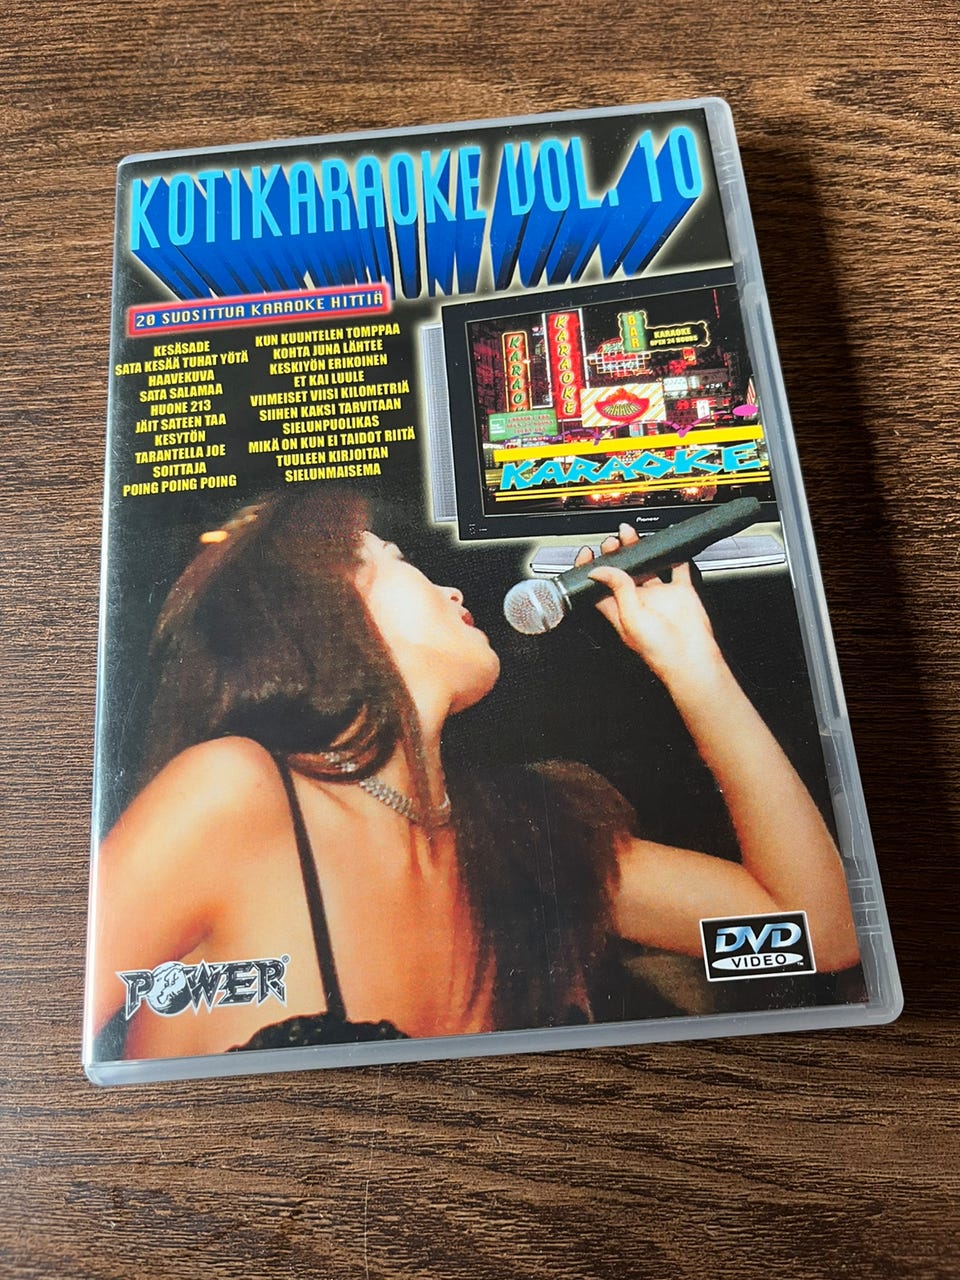 KOTIKARAOKE VOL. 10
20 SUOSITTUA KARAOKE HITTIÄ
KESÄSADE
SATA KESÄÄ TUHAT YÖTÄ
HAAVEKUVA
SATA SALAMAA
HUONE 213
JÄIT SATEEN TAA
KESYTÖN
TARANTELLA JOE
SOITTAJA
POING POING POING
KUN KUUNTELEN TOMPPAA
KOHTA JUNA LÄHTEE
KESKIYÖN ERIKOINEN
ET KAI LUULE
VIIMEISET VIISI KILOMETRIÄ
SIIHEN KAKSI TARVITAAN
SIELUNPUOLIKAS
MIKÄ ON KUN EI TAIDOT RIITÄ
TUULEEN KIRJOITAN
SIELUNMAISEMA
KARAOKE
BAR
KARAOKE
OPEN 24 HOURS
KARAOKE
Pioneer
POWER®
DVD
VIDEO™